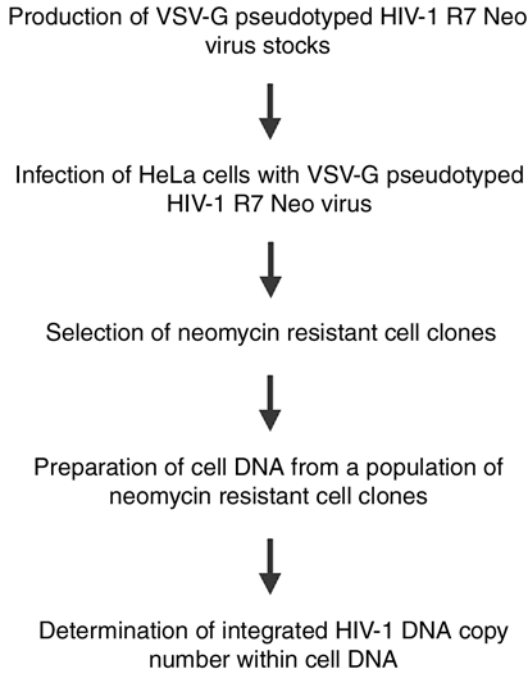 Production of VSV-G pseudotyped HIV-1 R7 Neo
virus stocks
Infection of HeLa cells with VSV-G pseudotyped
HIV-1 R7 Neo virus
Selection of neomycin resistant cell clones
Preparation of cell DNA from a population of
neomycin resistant cell clones
Determination of integrated HIV-1 DNA copy
number within cell DNA